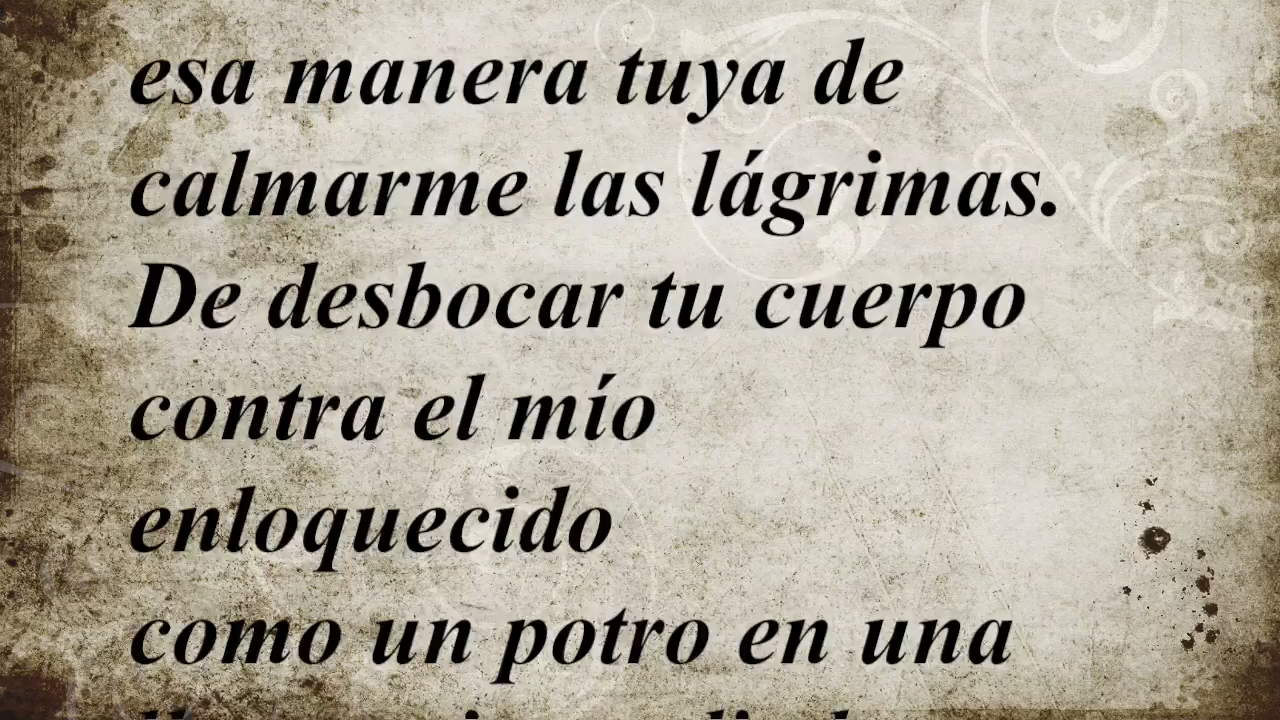 esa manera tuya de
calmarme las lágrimas.
De desbocar tu cuerpo
contra el mío
enloquecido
como un potro en una